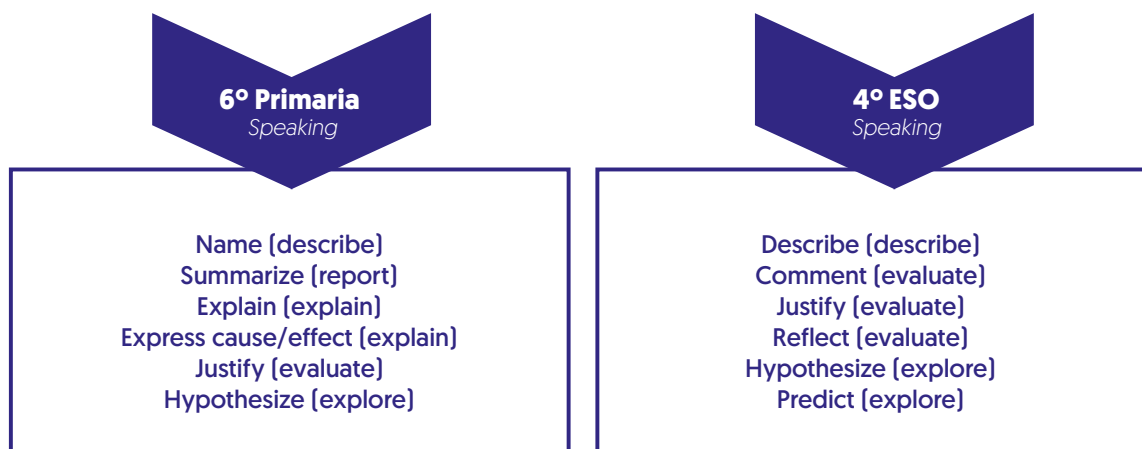 6º Primaria
Speaking
Name (describe)
Summarize (report)
Explain (explain)
Express cause/effect (explain)
Justify (evaluate)
Hypothesize (explore)
4º ESO
Speaking
Describe (describe)
Comment (evaluate)
Justify (evaluate)
Reflect (evaluate)
Hypothesize (explore)
Predict (explore)